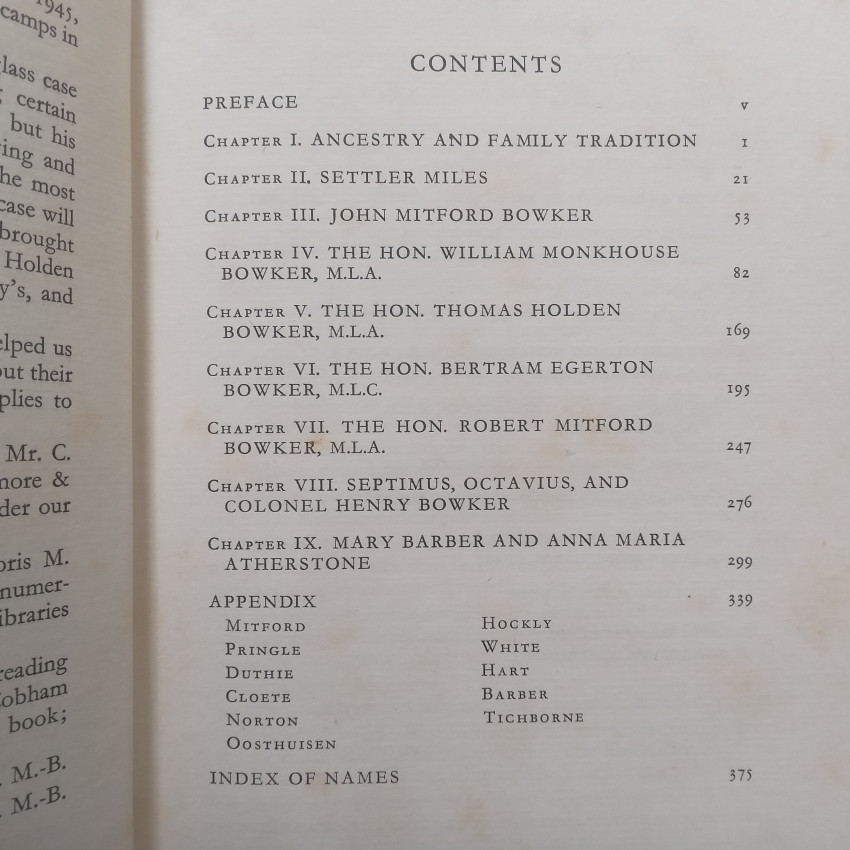 1945,
camps in
lass case
certain
but his
ing and
he most
case will
brought
Holden
y's, and
elped us
out their
plies to
Mr. C.
more &
der our
oris M.
numer-
ibraries
reading
Cobham
book;
M.-B.
M.-B.
CONTENTS
PREFACE v
CHAPTER I. ANCESTRY AND FAMILY TRADITION 1
CHAPTER II. SETTLER MILES 21
CHAPTER III. JOHN MITFORD BOWKER 53
CHAPTER IV. THE HON. WILLIAM MONKHOUSE
BOWKER, M.L.A. 82
CHAPTER V. THE HON. THOMAS HOLDEN
BOWKER, M.L.A. 169
CHAPTER VI. THE HON. BERTRAM EGERTON
BOWKER, M.L.C. 195
CHAPTER VII. THE HON. ROBERT MITFORD
BOWKER, M.L.A. 247
CHAPTER VIII. SEPTIMUS, OCTAVIUS, AND
COLONEL HENRY BOWKER 276
CHAPTER IX. MARY BARBER AND ANNA MARIA
ATHERSTONE 299
APPENDIX 339
MITFORD HOCKLY
PRINGLE WHITE
DUTHIE HART
CLOETE BARBER
NORTON TICHBORNE
OOSTHUISEN
INDEX OF NAMES 375